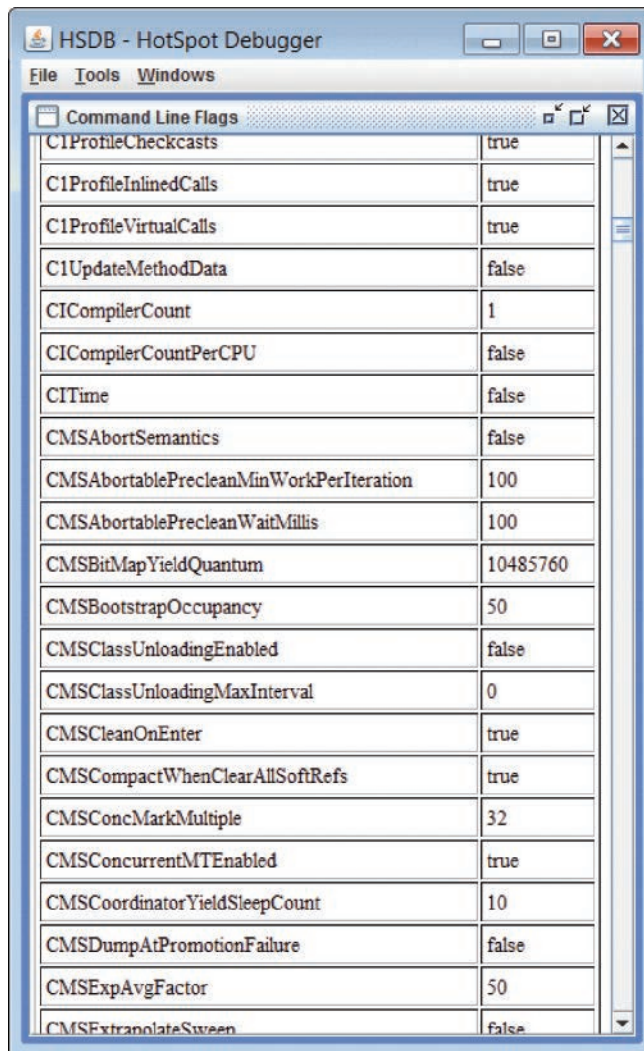 HSDB - HotSpot Debugger
File Tools Windows
Command Line Flags
C1ProfileCheckcasts true
C1ProfileInlinedCalls true
C1ProfileVirtualCalls true
C1UpdateMethodData false
CICompilerCount 1
CICompilerCountPerCPU false
CITime false
CMSAbortSemantics false
CMSAbortablePrecleanMinWorkPerIteration 100
CMSAbortablePrecleanWaitMillis 100
CMSBitMapYieldQuantum 10485760
CMSBootstrapOccupancy 50
CMSClassUnloadingEnabled false
CMSClassUnloadingMaxInterval 0
CMSCleanOnEnter true
CMSCompactWhenClearAllSoftRefs true
CMSConcMarkMultiple 32
CMSConcurrentMTEnabled true
CMSCoordinatorYieldSleepCount 10
CMSDumpAtPromotionFailure false
CMSExpAvgFactor 50
CMSExtrapolateSweep false